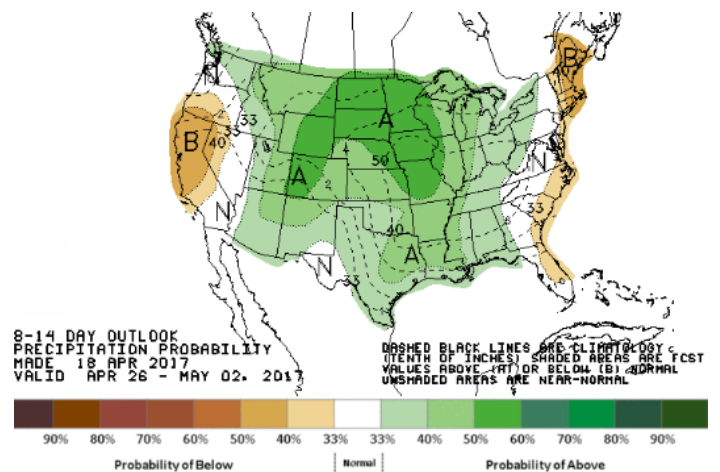 B
N
2
33
33
B
40
A
A
50
4
2
N
N
40
33
A
N
33
8-14 DAY OUTLOOK
PRECIPITATION PROBABILITY
MADE 18 APR 2017
VALID APR 26 - MAY 02, 2017
DASHED BLACK LINES ARE CLIMATOLOGY
(TENTH OF INCHES) SHADED AREAS ARE FCST
VALUES ABOVE (A) OR BELOW (B) NORMAL
UNSHADED AREAS ARE NEAR-NORMAL
90% 80% 70% 60% 50% 40% 33% 33% 40% 50% 60% 70% 80% 90%
Probability of Below Normal Probability of Above